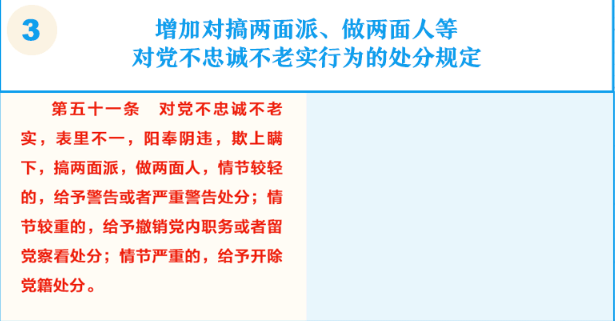 3
增加对搞两面派、做两面人等
对党不忠诚不老实行为的处分规定
第五十一条 对党不忠诚不老
实，表里不一，阳奉阴违，欺上瞒
下，搞两面派，做两面人，情节较轻
的，给予警告或者严重警告处分；情
节较重的，给予撤销党内职务或者留
党察看处分；情节严重的，给予开除
党籍处分。